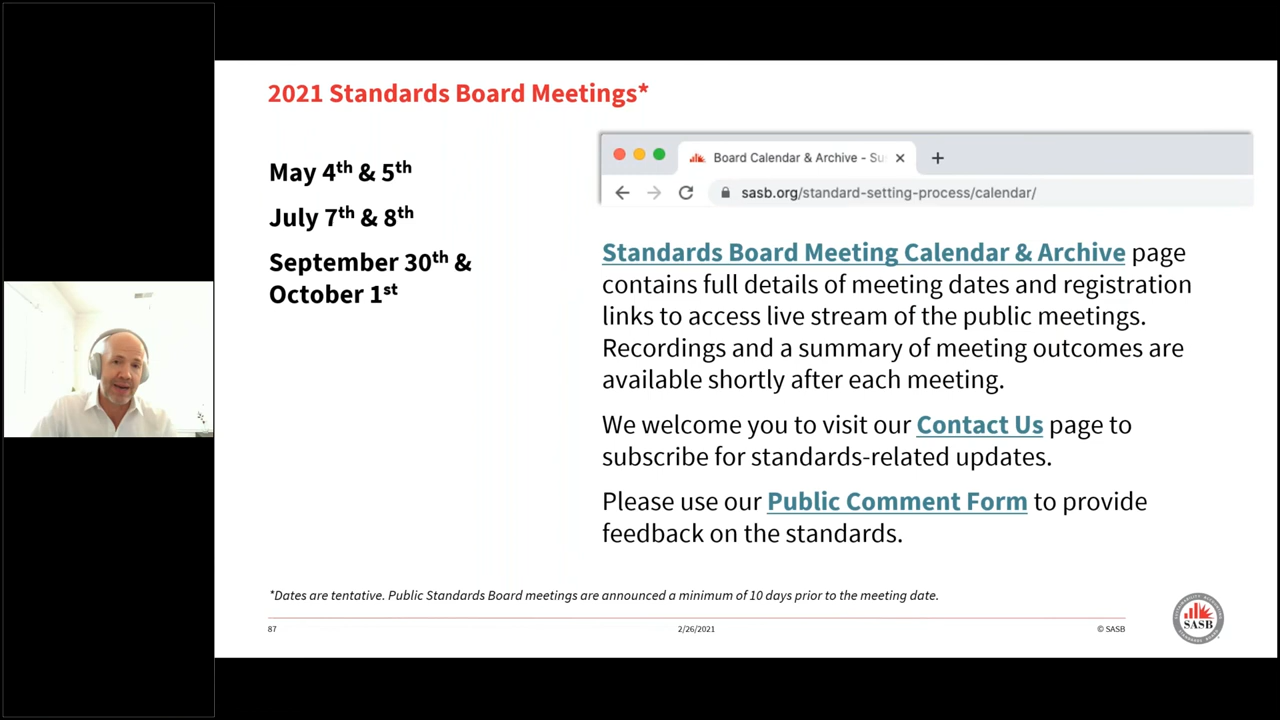 2021 Standards Board Meetings*
May 4th & 5th
July 7th & 8th
September 30th &
October 1st
Board Calendar & Archive - Su
sasb.org/standard-setting-process/calendar/
Standards Board Meeting Calendar & Archive page
contains full details of meeting dates and registration
links to access live stream of the public meetings.
Recordings and a summary of meeting outcomes are
available shortly after each meeting.
We welcome you to visit our Contact Us page to
subscribe for standards-related updates.
Please use our Public Comment Form to provide
feedback on the standards.
*Dates are tentative. Public Standards Board meetings are announced a minimum of 10 days prior to the meeting date.
87
2/26/2021
© SASB
SASB